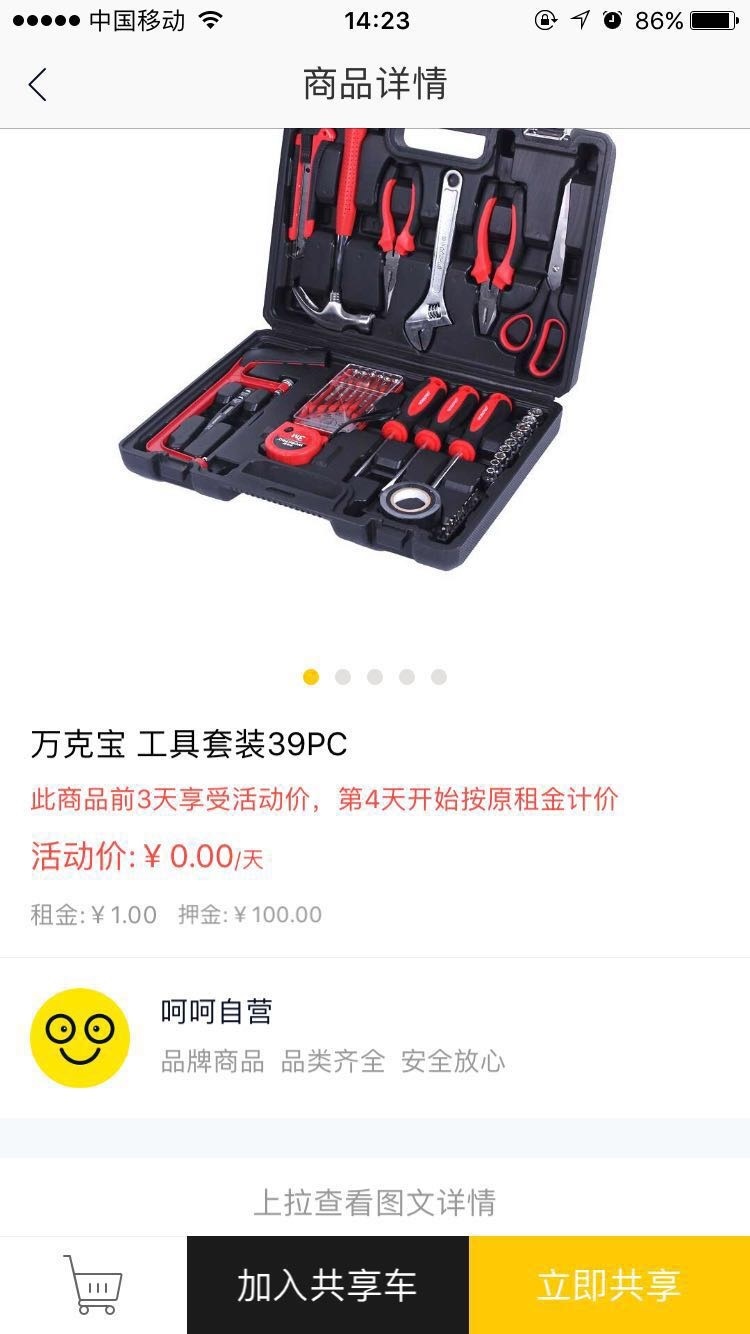 中国移动 14:23 86%
商品详情
万克宝 工具套装39PC
此商品前3天享受活动价，第4天开始按原租金计价
活动价:￥0.00/天
租金:￥1.00 押金:￥100.00
呵呵自营
品牌商品 品类齐全 安全放心
上拉查看图文详情
加入共享车 立即共享